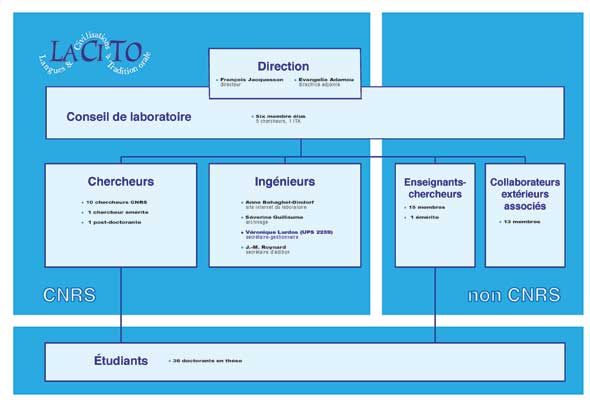 LACITO
Langues & Civilisations à Tradition orale
Direction
François Jacquesson
directeur
Evangelia Adamou
directrice adjointe
Conseil de laboratoire
Six membre élus
5 chercheurs, 1 ITA
Chercheurs
10 chercheurs CNRS
1 chercheur émérite
1 post-doctorante
Ingénieurs
Anne Behaghel-Dindorf
site internet du laboratoire
Séverine Guillaume
archivage
Véronique Lurdos (UPS 2259)
secrétaire-gestionnaire
J.-M. Roynard
secrétaire d'édition
Enseignants-
chercheurs
15 membres
1 émérite
Collaborateurs
extérieurs
associés
13 membres
CNRS
non CNRS
Étudiants
36 doctorants en thèse